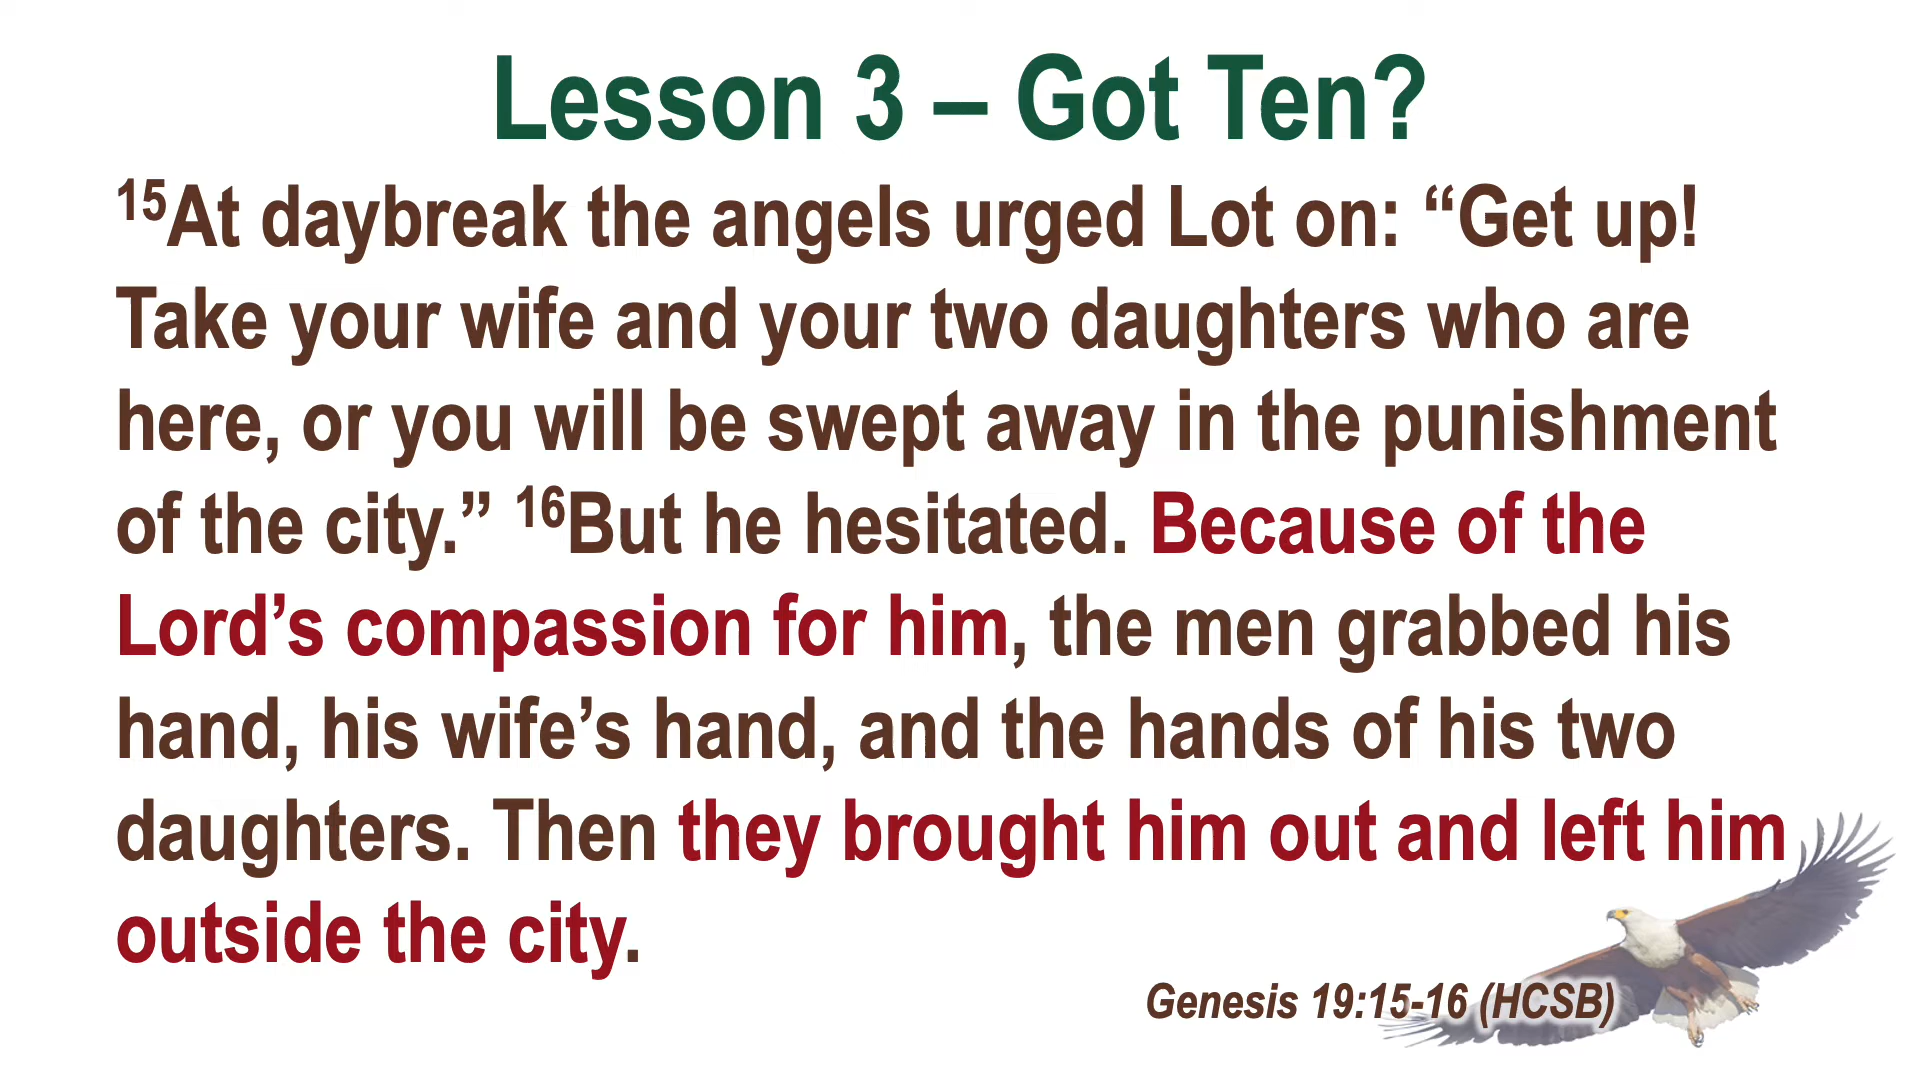 Lesson 3 – Got Ten?
15At daybreak the angels urged Lot on: “Get up!
Take your wife and your two daughters who are
here, or you will be swept away in the punishment
of the city.” 16But he hesitated. Because of the
Lord’s compassion for him, the men grabbed his
hand, his wife’s hand, and the hands of his two
daughters. Then they brought him out and left him
outside the city.
Genesis 19:15-16 (HCSB)